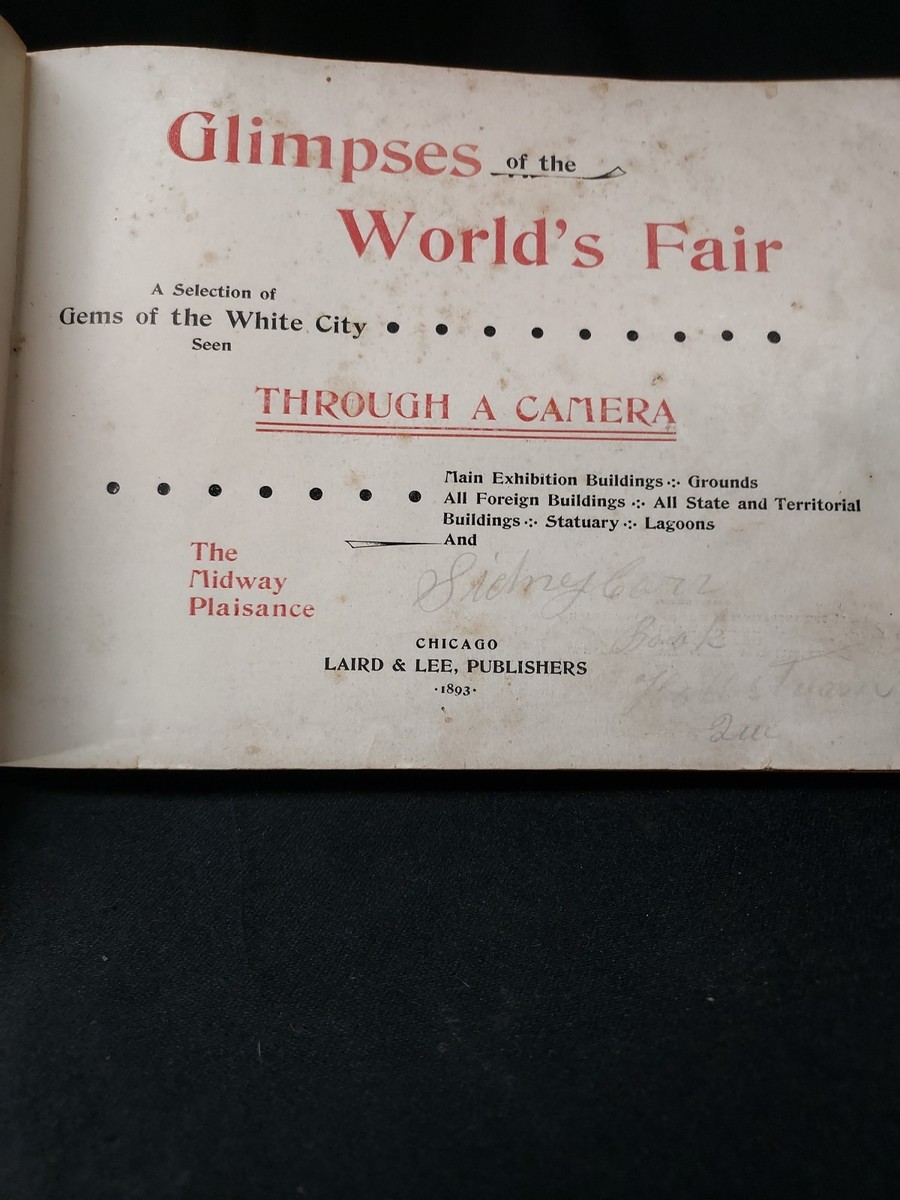 Glimpses of the
World's Fair
A Selection of
Gems of the White City
Seen
THROUGH A CAMERA
Main Exhibition Buildings ·:· Grounds
All Foreign Buildings ·:· All State and Territorial
Buildings ·:· Statuary ·:· Lagoons
And
The
Midway
Plaisance
Sidney
Book
CHICAGO
LAIRD & LEE, PUBLISHERS
·1893·